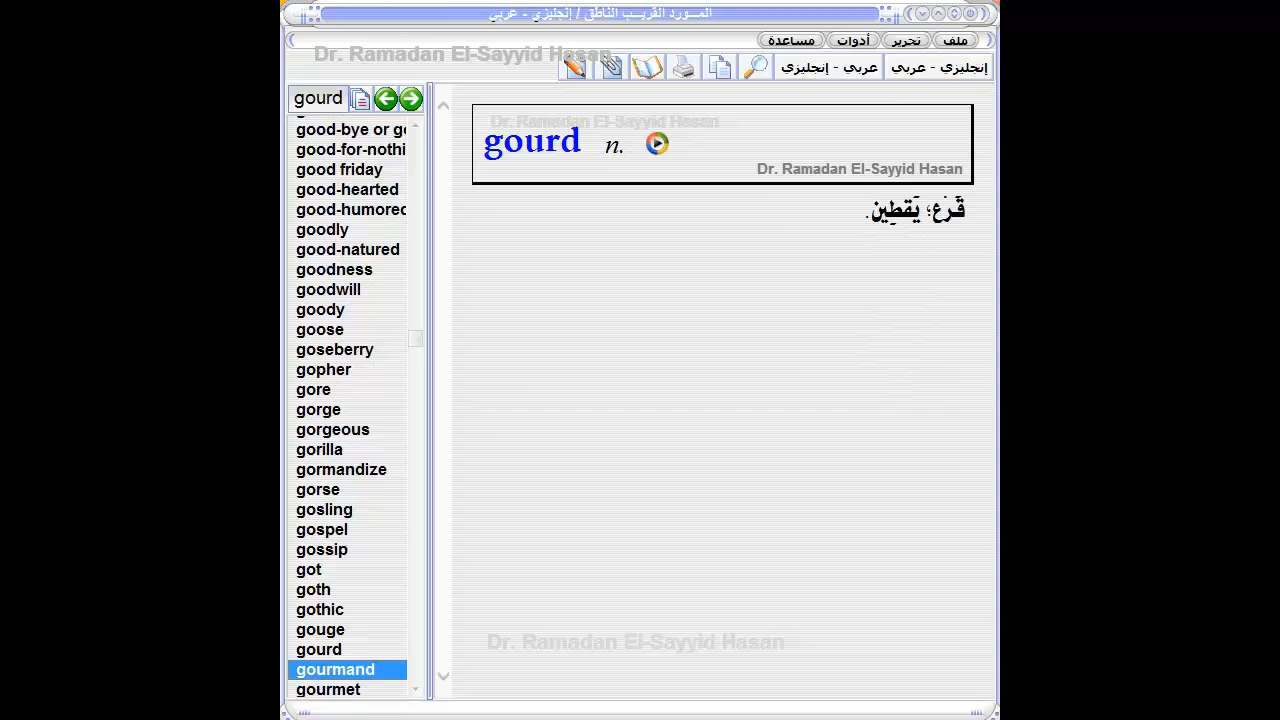 المـــورد القريـــب الناطق / إنجليزي - عربي
ملف تحرير أدوات مساعدة
Dr. Ramadan El-Sayyid Hasan
إنجليزي - عربي عربي - إنجليزي
gourd
Dr. Ramadan El-Sayyid Hasan
gourd n.
Dr. Ramadan El-Sayyid Hasan
قَرْع؛ يَقطِين.
good-bye or g
good-for-nothi
good friday
good-hearted
good-humored
goodly
good-natured
goodness
goodwill
goody
goose
goseberry
gopher
gore
gorge
gorgeous
gorilla
gormandize
gorse
gosling
gospel
gossip
got
goth
gothic
gouge
gourd
gourmand
gourmet
Dr. Ramadan El-Sayyid Hasan